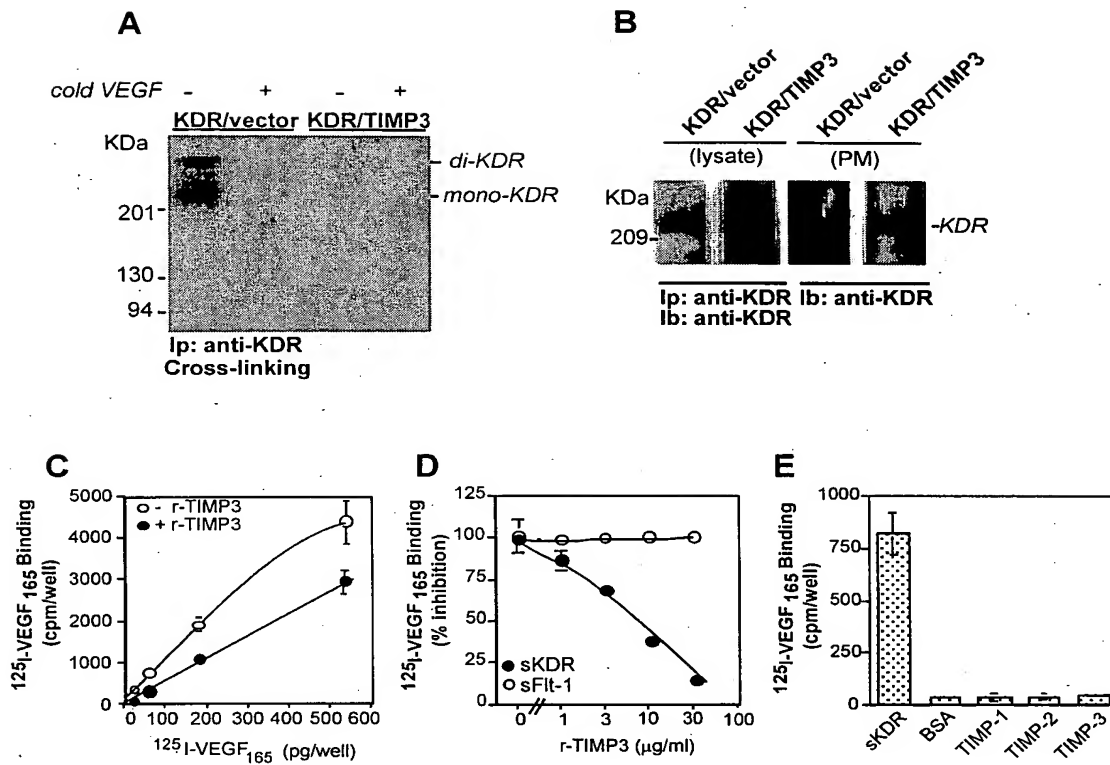 A
cold VEGF - + - +
KDR/vector KDR/TIMP3
KDa
di-KDR
mono-KDR
201
130
94
Ip: anti-KDR
Cross-linking
B
KDR/vector KDR/TIMP3 KDR/vector KDR/TIMP3
(lysate) (PM)
KDa
-KDR
209
Ip: anti-KDR Ib: anti-KDR
Ib: anti-KDR
C
125I-VEGF165 Binding
(cpm/well)
5000
4000
3000
2000
1000
0
- r-TIMP3
+ r-TIMP3
0 100 200 300 400 500 600
125I-VEGF165 (pg/well)
D
125I-VEGF165 Binding
(% inhibition)
125
100
75
50
25
0
sKDR
sFlt-1
0 1 3 10 30 100
r-TIMP3 (μg/ml)
E
125I-VEGF165 Binding
(cpm/well)
1000
750
500
250
0
sKDR BSA TIMP-1 TIMP-2 TIMP-3